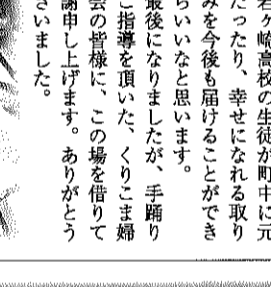 若ヶ崎高校の生徒が町中に元
だったり、幸せになれる取り
みを今後も届けることができ
らいいなと思います。
最後になりましたが、手踊り
ご指導を頂いた、くりこま婦
会の皆様に、この場を借りて
謝申し上げます。ありがとう
ざいました。